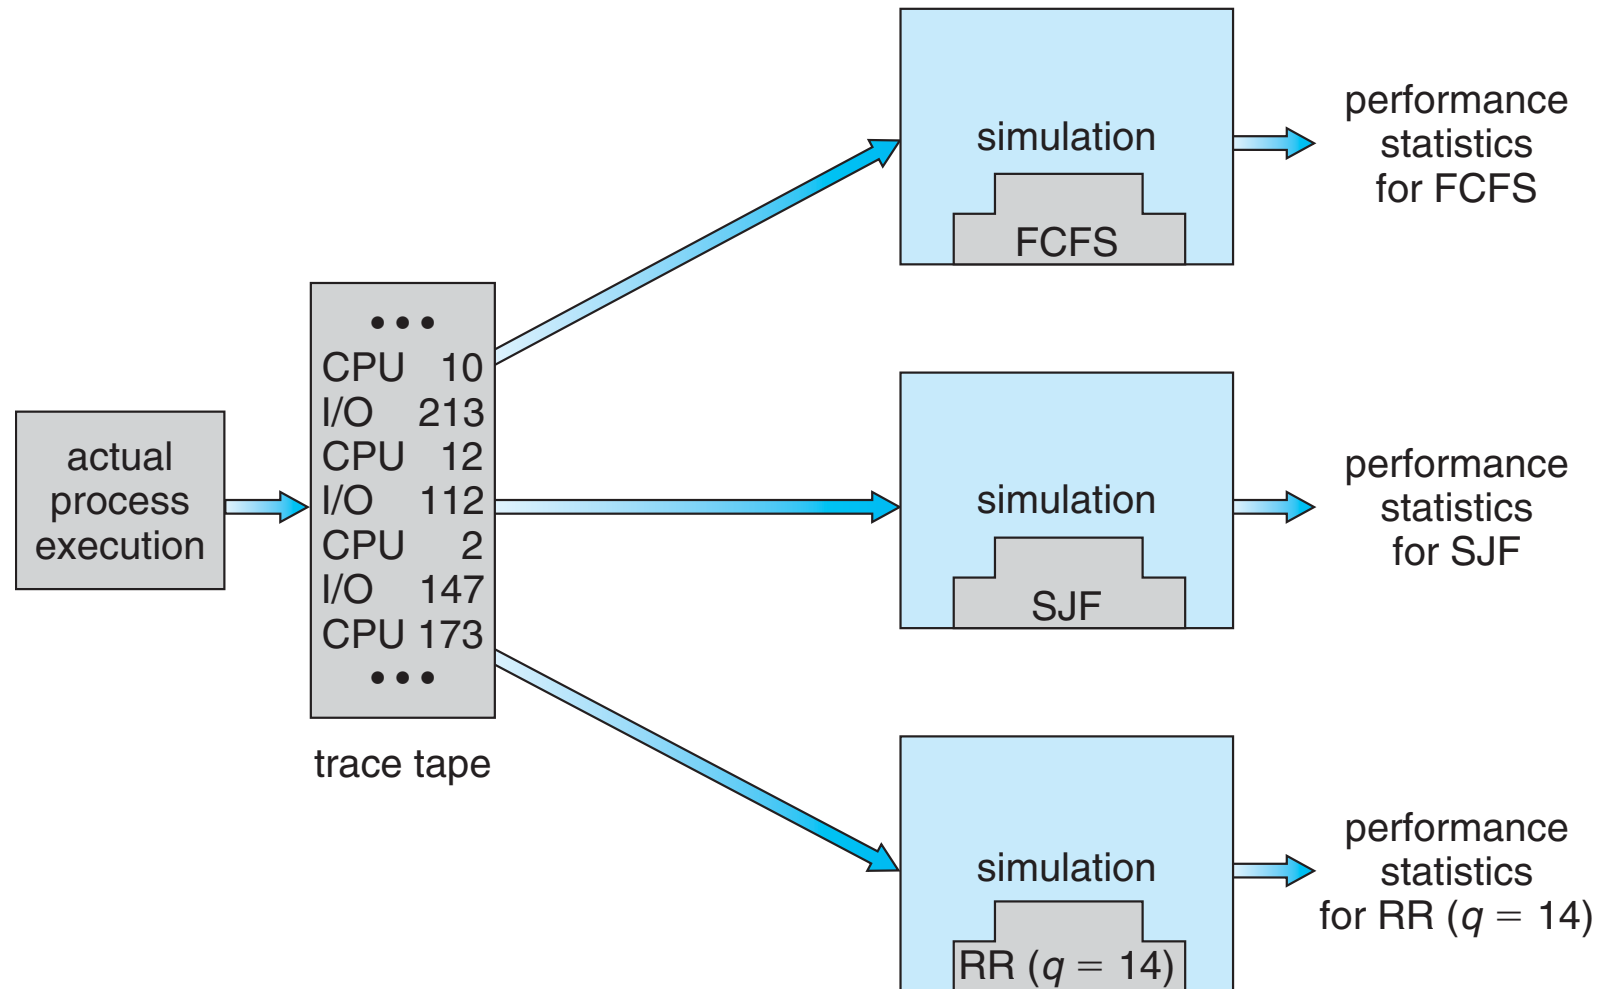 actual
process
execution
•••
CPU 10
I/O 213
CPU 12
I/O 112
CPU 2
I/O 147
CPU 173
•••
trace tape
simulation
FCFS
performance
statistics
for FCFS
simulation
SJF
performance
statistics
for SJF
simulation
RR (q = 14)
performance
statistics
for RR (q = 14)